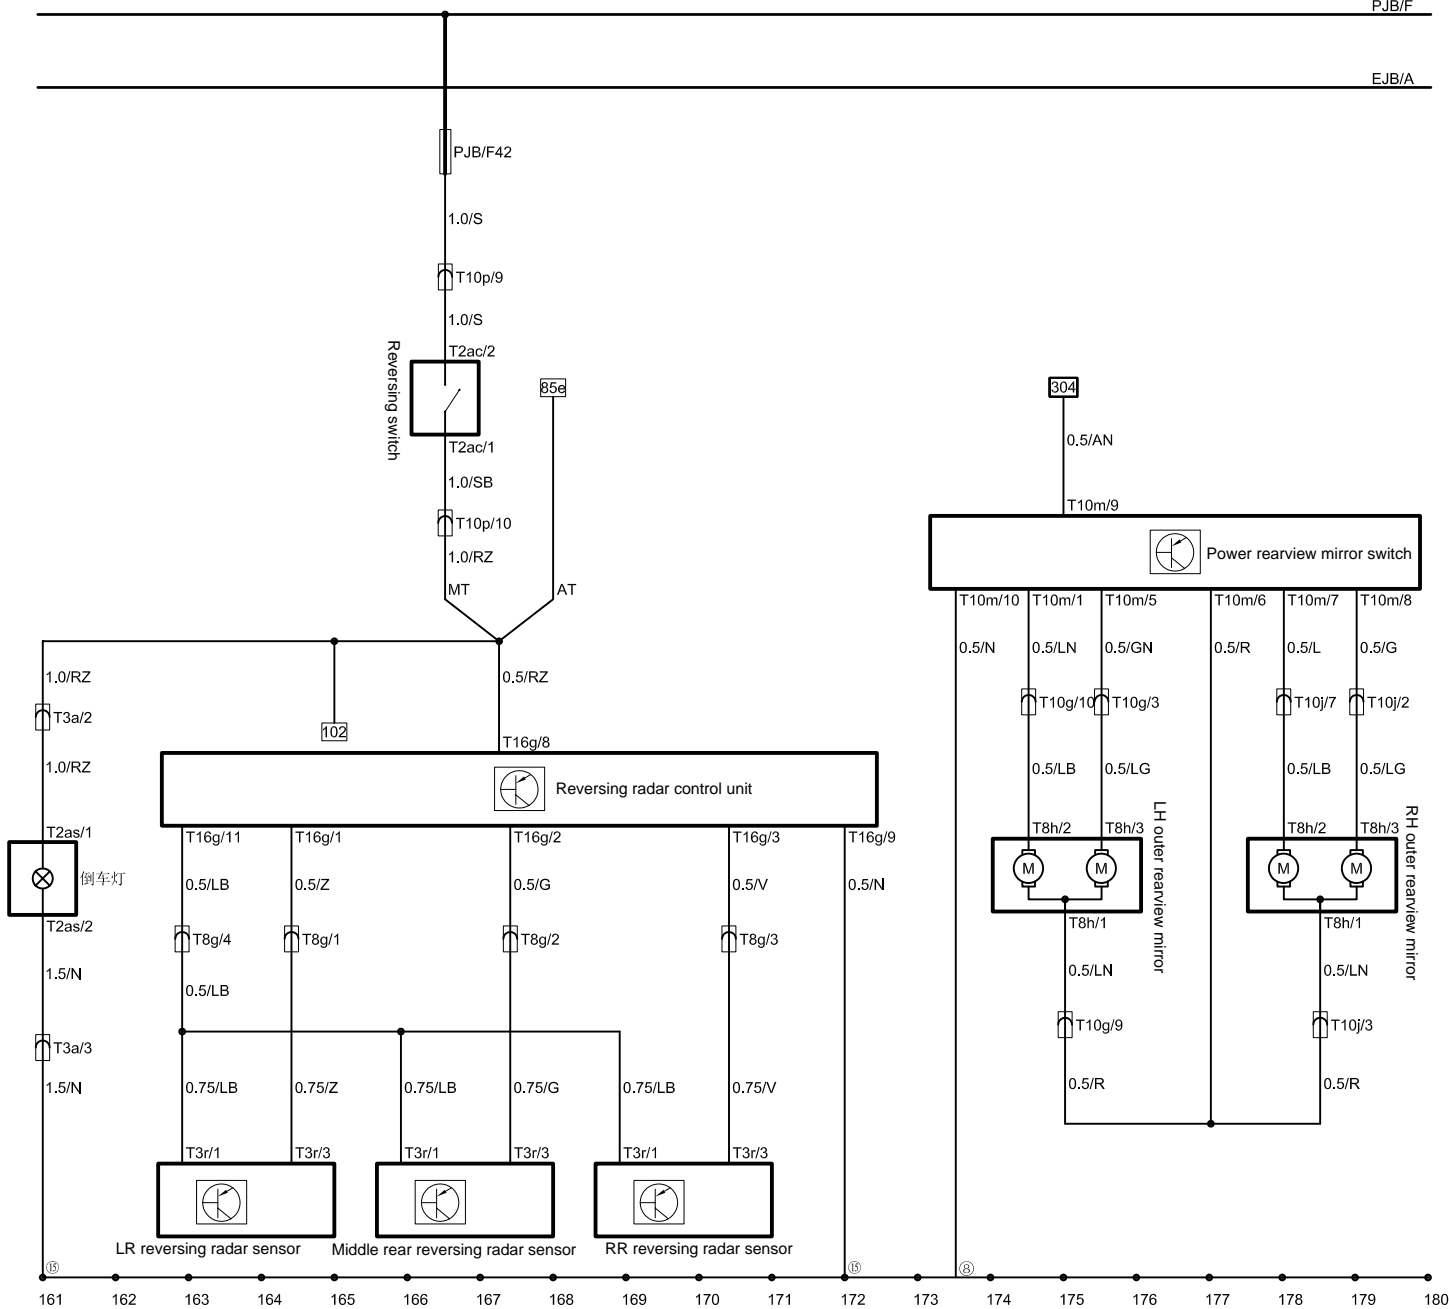 PJB/F
EJB/A
PJB/F42
1.0/S
T10p/9
1.0/S
T2ac/2
Reversing switch
T2ac/1
85e
1.0/SB
T10p/10
1.0/RZ
MT
AT
304
0.5/AN
T10m/9
Power rearview mirror switch
T10m/10
T10m/1
T10m/5
T10m/6
T10m/7
T10m/8
0.5/N
0.5/LN
0.5/GN
0.5/R
0.5/L
0.5/G
T10g/10
T10g/3
T10j/7
T10j/2
0.5/LB
0.5/LG
0.5/LB
0.5/LG
T8h/2
T8h/3
T8h/2
T8h/3
M
M
M
M
LH outer rearview mirror
RH outer rearview mirror
T8h/1
T8h/1
0.5/LN
0.5/LN
T10g/9
T10j/3
0.5/R
0.5/R
1.0/RZ
0.5/RZ
T3a/2
102
T16g/8
1.0/RZ
Reversing radar control unit
T2as/1
倒车灯
T2as/2
T16g/11
T16g/1
T16g/2
T16g/3
T16g/9
0.5/LB
0.5/Z
0.5/G
0.5/V
0.5/N
T8g/4
T8g/1
T8g/2
T8g/3
1.5/N
0.5/LB
T3a/3
1.5/N
0.75/LB
0.75/Z
0.75/LB
0.75/G
0.75/LB
0.75/V
T3r/1
T3r/3
T3r/1
T3r/3
T3r/1
T3r/3
LR reversing radar sensor
Middle rear reversing radar sensor
RR reversing radar sensor
⑮
⑮
⑧
161 162 163 164 165 166 167 168 169 170 171 172 173 174 175 176 177 178 179 180